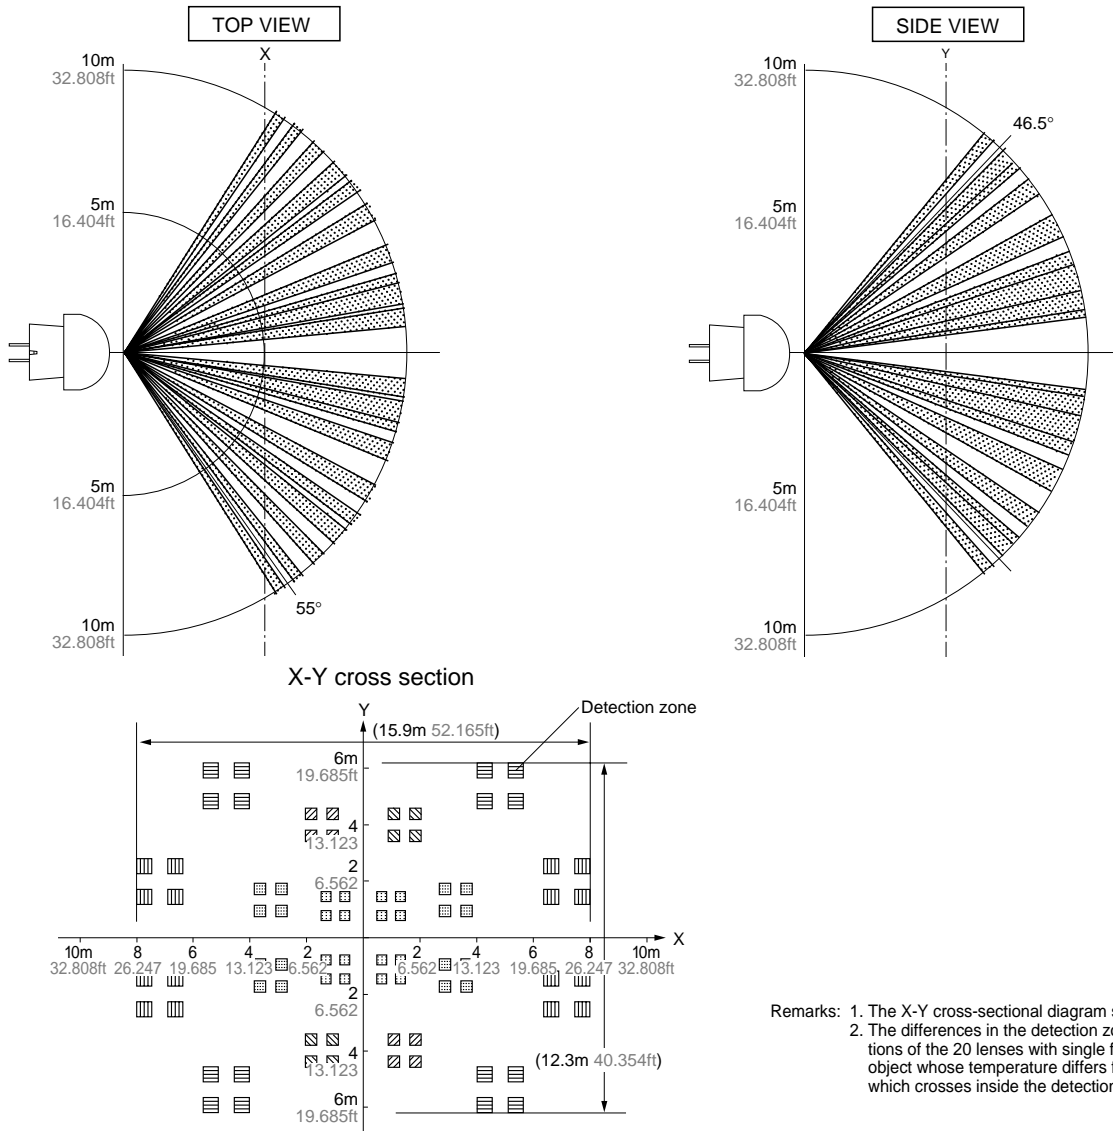 TOP VIEW
X
10m
32.808ft
5m
16.404ft
5m
16.404ft
10m
32.808ft
55°
SIDE VIEW
Y
10m
32.808ft
46.5°
5m
16.404ft
5m
16.404ft
10m
32.808ft
X-Y cross section
Y
Detection zone
(15.9m 52.165ft)
6m
19.685ft
4
13.123
2
6.562
X
10m 8 6 4 2 2 4 6 8 10m
32.808ft 26.247 19.685 13.123 6.562 6.562 13.123 19.685 26.247 32.808ft
2
6.562
4
13.123
(12.3m 40.354ft)
6m
19.685ft
Remarks: 1. The X-Y cross-sectional diagram
2. The differences in the detection
tions of the 20 lenses with single
object whose temperature differs
which crosses inside the detection